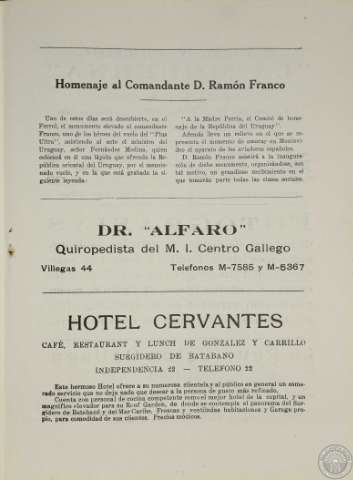 Homenaje al Comandante D. Ramón Franco
Uno de estos días será descubierto, en el
Ferrol, el monumento elevado al comandante
Franco, uno de los héroes del vuelo del "Plus
Ultra", asistiendo al acto el ministro del
Uruguay, señor Fernández Medina, quien
colocará en él una lápida que ofrenda la Re-
pública oriental del Uruguay, por el mencio-
nado vuelo, y en la que está grabada la si-
guiente leyenda:
"A la Madre Patria, el Comité de home-
naje de la República del Uruguay".
Además lleva un relieve en el que se re-
presenta el momento de amarar en Montevi-
deo el aparato de los aviadores españoles.
D. Ramón Franco asistirá a la inaugura-
ción de dicho monumento, organizándose, con
tal motivo, un grandioso recibimiento en el
que tomarán parte todas las clases sociales.
DR. "ALFARO"
Quiropedista del M. I. Centro Gallego
Villegas 44 Telefonos M-7585 y M-5367
HOTEL CERVANTES
CAFÉ, RESTAURANT Y LUNCH DE GONZALEZ Y CARRILLO
SURGIDERO DE BATABANO
INDEPENDENCIA 22 — TELEFONO 22
Este hermoso Hotel ofrece a su numerosa clientela y al público en general un esme-
rado servicio que no deja nada que desear a la persona de gusto más refinado.
Cuenta con personal de cocina competente como el mejor hotel de la capital, y un
magnífico elevador para su Roof Garden, de donde se contempla el panorama del Sur-
gidero de Batabanó y del Mar Caribe. Frescas y ventiladas habitaciones y Garage pro-
pio, para comodidad de sus clientes. Precios módicos.